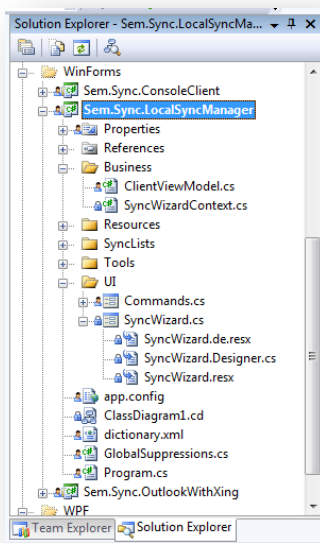 Solution Explorer - Sem.Sync.LocalSyncMa...
WinForms
Sem.Sync.ConsoleClient
Sem.Sync.LocalSyncManager
Properties
References
Business
ClientViewModel.cs
SyncWizardContext.cs
Resources
SyncLists
Tools
UI
Commands.cs
SyncWizard.cs
SyncWizard.de.resx
SyncWizard.Designer.cs
SyncWizard.resx
app.config
ClassDiagram1.cd
dictionary.xml
GlobalSuppressions.cs
Program.cs
Sem.Sync.OutlookWithXing
WPF
Team Explorer Solution Explorer